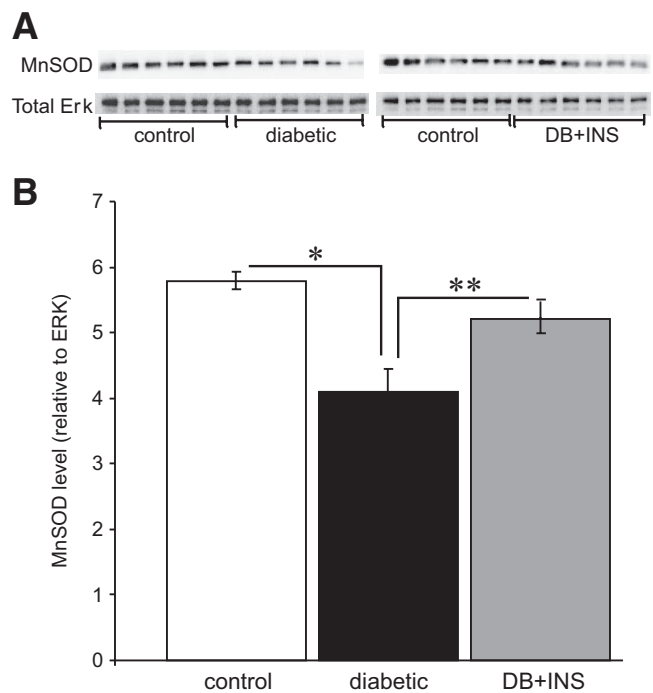 A
MnSOD
Total Erk
control diabetic control DB+INS
B
MnSOD level (relative to ERK)
7
6
5
4
3
2
1
0
*
**
control diabetic DB+INS